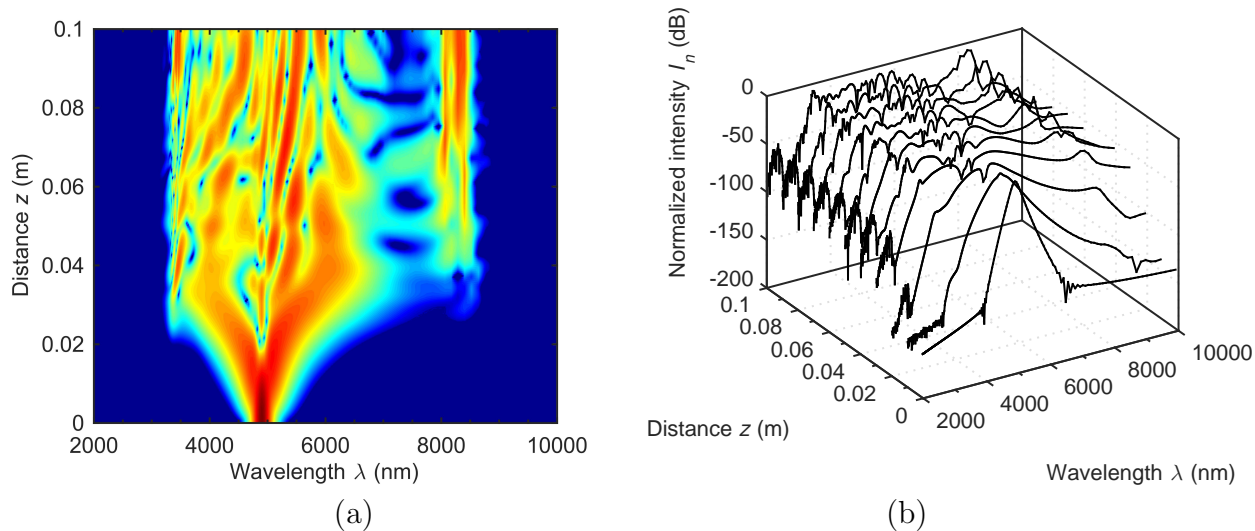 0.1
0.08
0.06
0.04
0.02
0
Distance z (m)
2000 4000 6000 8000 10000
Wavelength λ (nm)
(a)
Normalized intensity I_n (dB)
0
-50
-100
-150
-200
0.1
0.08
0.06
0.04
0.02
0
Distance z (m)
2000
4000
6000
8000
10000
Wavelength λ (nm)
(b)